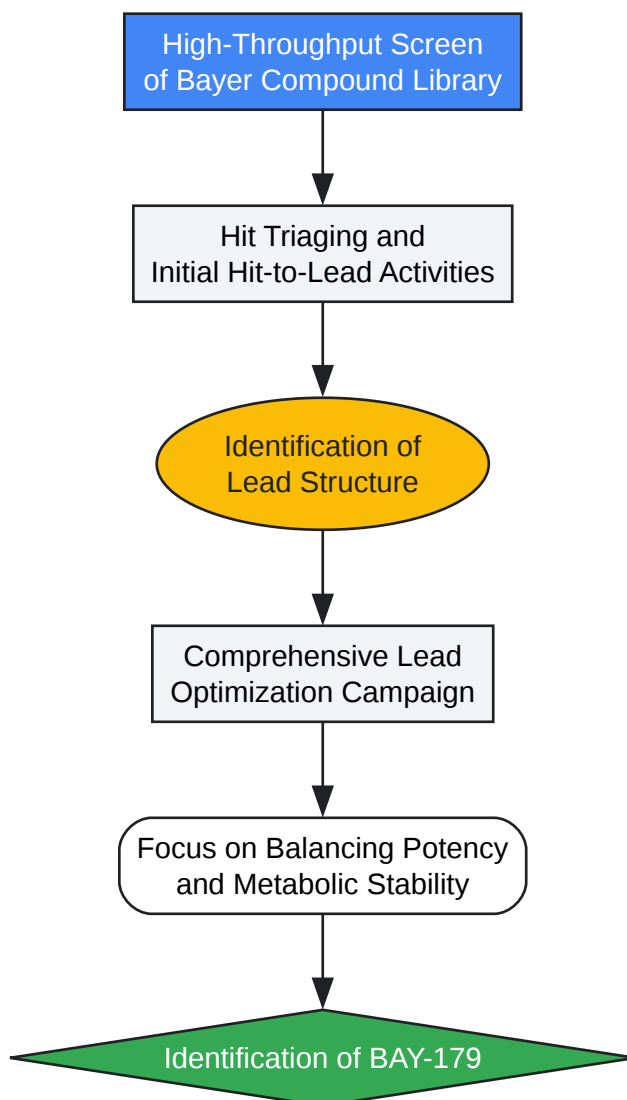 High-Throughput Screen
of Bayer Compound Library
Hit Triaging and
Initial Hit-to-Lead Activities
Identification of
Lead Structure
Comprehensive Lead
Optimization Campaign
Focus on Balancing Potency
and Metabolic Stability
Identification of BAY-179